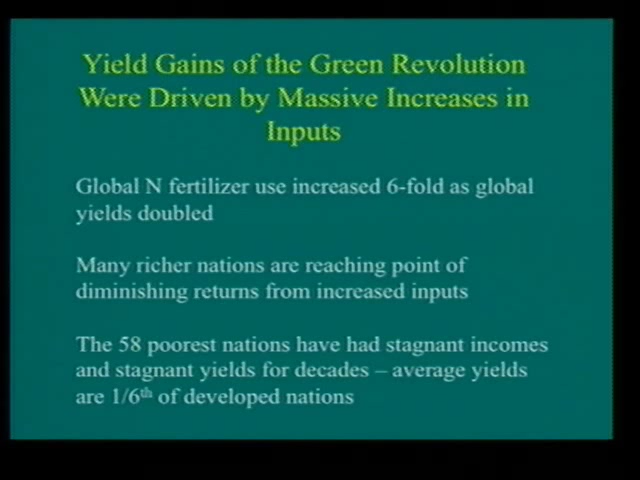 Yield Gains of the Green Revolution
Were Driven by Massive Increases in
Inputs
Global N fertilizer use increased 6-fold as global
yields doubled
Many richer nations are reaching point of
diminishing returns from increased inputs
The 58 poorest nations have had stagnant incomes
and stagnant yields for decades – average yields
are 1/6th of developed nations